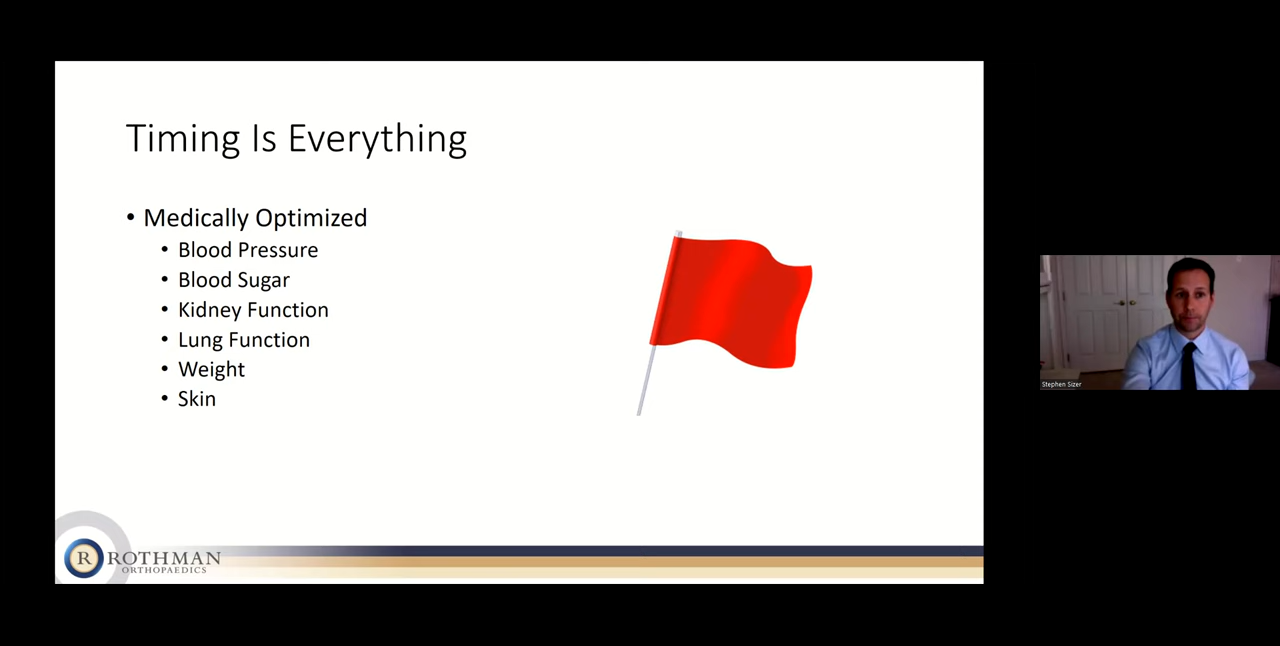 Timing Is Everything
• Medically Optimized
• Blood Pressure
• Blood Sugar
• Kidney Function
• Lung Function
• Weight
• Skin
Stephen Sizer
R ROTHMAN
ORTHOPAEDICS